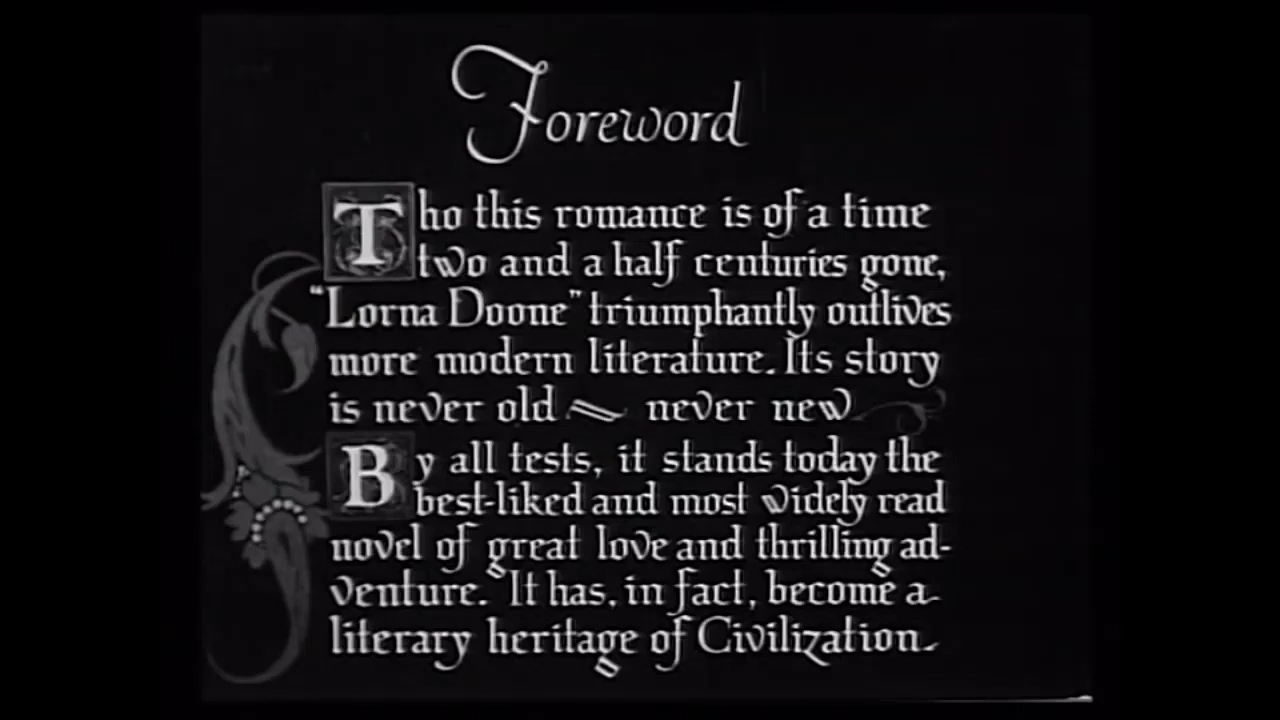 Foreword
Tho this romance is of a time
two and a half centuries gone,
"Lorna Doone" triumphantly outlives
more modern literature. Its story
is never old ~ never new
By all tests, it stands today the
best-liked and most widely read
novel of great love and thrilling ad-
venture. It has, in fact, become a
literary heritage of Civilization.